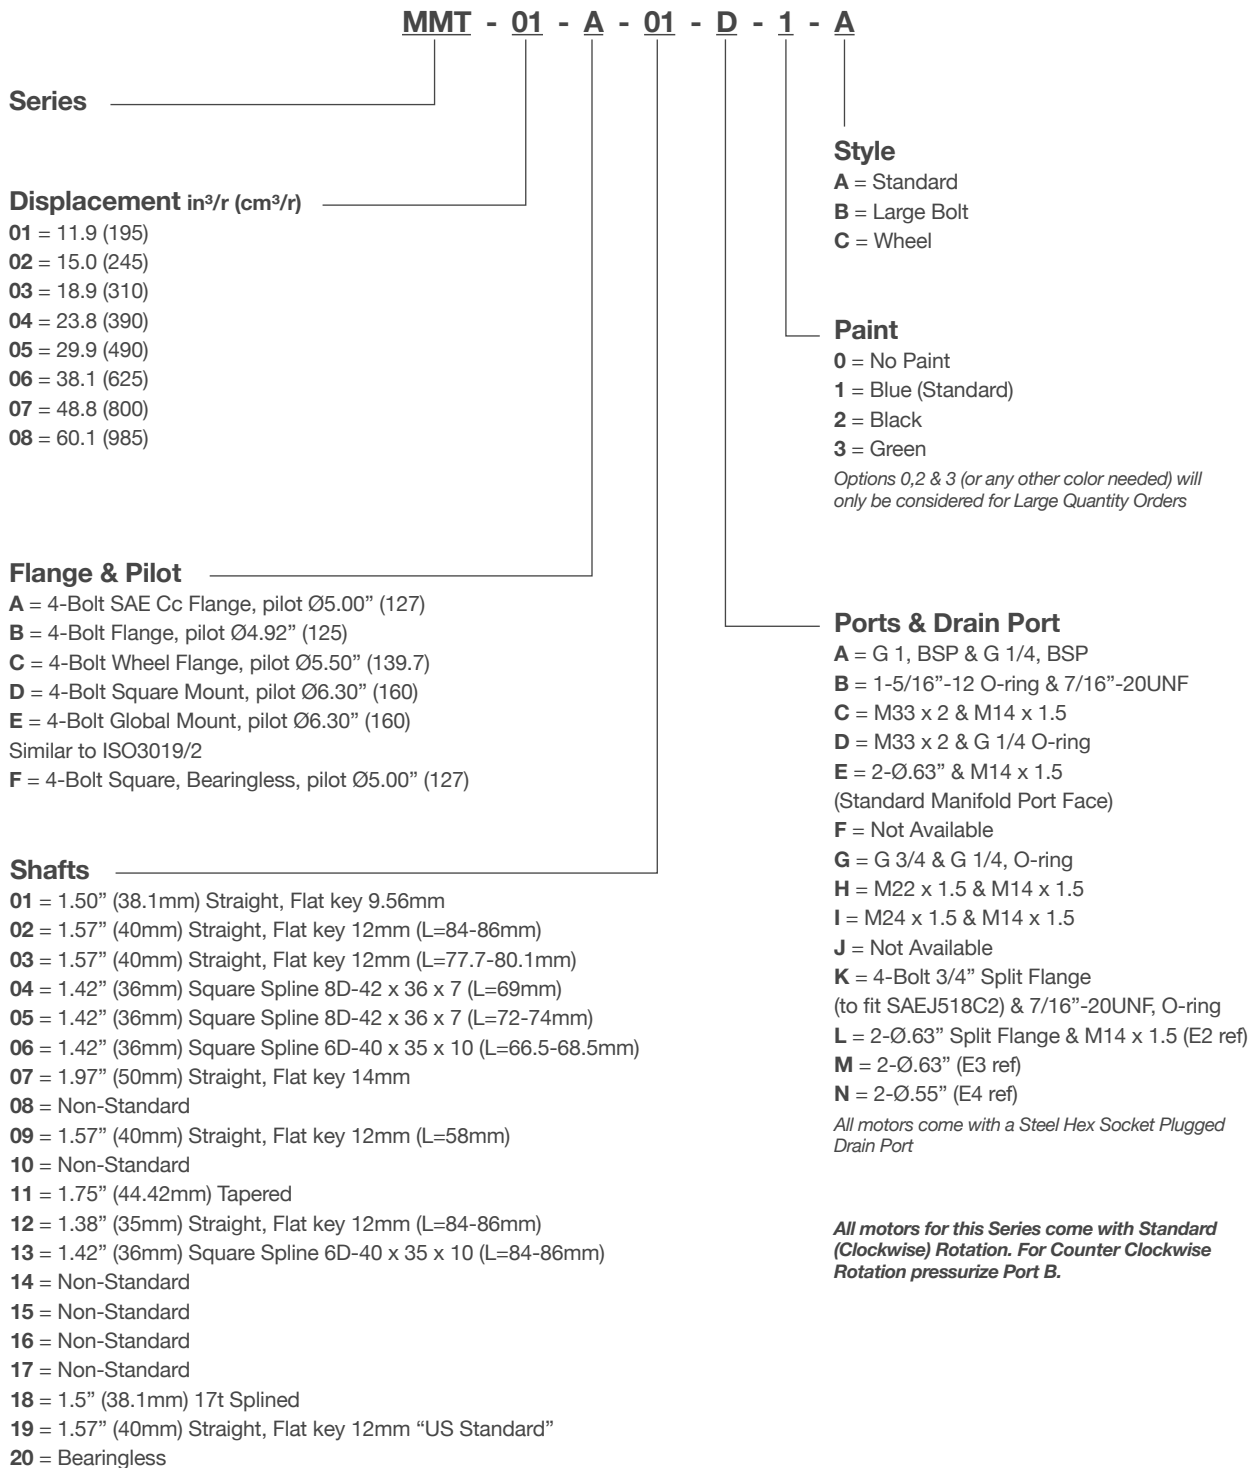 MMT - 01 - A - 01 - D - 1 - A
Series
Displacement in³/r (cm³/r)
01 = 11.9 (195)
02 = 15.0 (245)
03 = 18.9 (310)
04 = 23.8 (390)
05 = 29.9 (490)
06 = 38.1 (625)
07 = 48.8 (800)
08 = 60.1 (985)
Flange & Pilot
A = 4-Bolt SAE Cc Flange, pilot Ø5.00” (127)
B = 4-Bolt Flange, pilot Ø4.92” (125)
C = 4-Bolt Wheel Flange, pilot Ø5.50” (139.7)
D = 4-Bolt Square Mount, pilot Ø6.30” (160)
E = 4-Bolt Global Mount, pilot Ø6.30” (160)
Similar to ISO3019/2
F = 4-Bolt Square, Bearingless, pilot Ø5.00” (127)
Shafts
01 = 1.50” (38.1mm) Straight, Flat key 9.56mm
02 = 1.57” (40mm) Straight, Flat key 12mm (L=84-86mm)
03 = 1.57” (40mm) Straight, Flat key 12mm (L=77.7-80.1mm)
04 = 1.42” (36mm) Square Spline 8D-42 x 36 x 7 (L=69mm)
05 = 1.42” (36mm) Square Spline 8D-42 x 36 x 7 (L=72-74mm)
06 = 1.42” (36mm) Square Spline 6D-40 x 35 x 10 (L=66.5-68.5mm)
07 = 1.97” (50mm) Straight, Flat key 14mm
08 = Non-Standard
09 = 1.57” (40mm) Straight, Flat key 12mm (L=58mm)
10 = Non-Standard
11 = 1.75” (44.42mm) Tapered
12 = 1.38” (35mm) Straight, Flat key 12mm (L=84-86mm)
13 = 1.42” (36mm) Square Spline 6D-40 x 35 x 10 (L=84-86mm)
14 = Non-Standard
15 = Non-Standard
16 = Non-Standard
17 = Non-Standard
18 = 1.5” (38.1mm) 17t Splined
19 = 1.57” (40mm) Straight, Flat key 12mm “US Standard”
20 = Bearingless
Style
A = Standard
B = Large Bolt
C = Wheel
Paint
0 = No Paint
1 = Blue (Standard)
2 = Black
3 = Green
Options 0,2 & 3 (or any other color needed) will
only be considered for Large Quantity Orders
Ports & Drain Port
A = G 1, BSP & G 1/4, BSP
B = 1-5/16”-12 O-ring & 7/16”-20UNF
C = M33 x 2 & M14 x 1.5
D = M33 x 2 & G 1/4 O-ring
E = 2-Ø.63” & M14 x 1.5
(Standard Manifold Port Face)
F = Not Available
G = G 3/4 & G 1/4, O-ring
H = M22 x 1.5 & M14 x 1.5
I = M24 x 1.5 & M14 x 1.5
J = Not Available
K = 4-Bolt 3/4” Split Flange
(to fit SAEJ518C2) & 7/16”-20UNF, O-ring
L = 2-Ø.63” Split Flange & M14 x 1.5 (E2 ref)
M = 2-Ø.63” (E3 ref)
N = 2-Ø.55” (E4 ref)
All motors come with a Steel Hex Socket Plugged
Drain Port
All motors for this Series come with Standard
(Clockwise) Rotation. For Counter Clockwise
Rotation pressurize Port B.